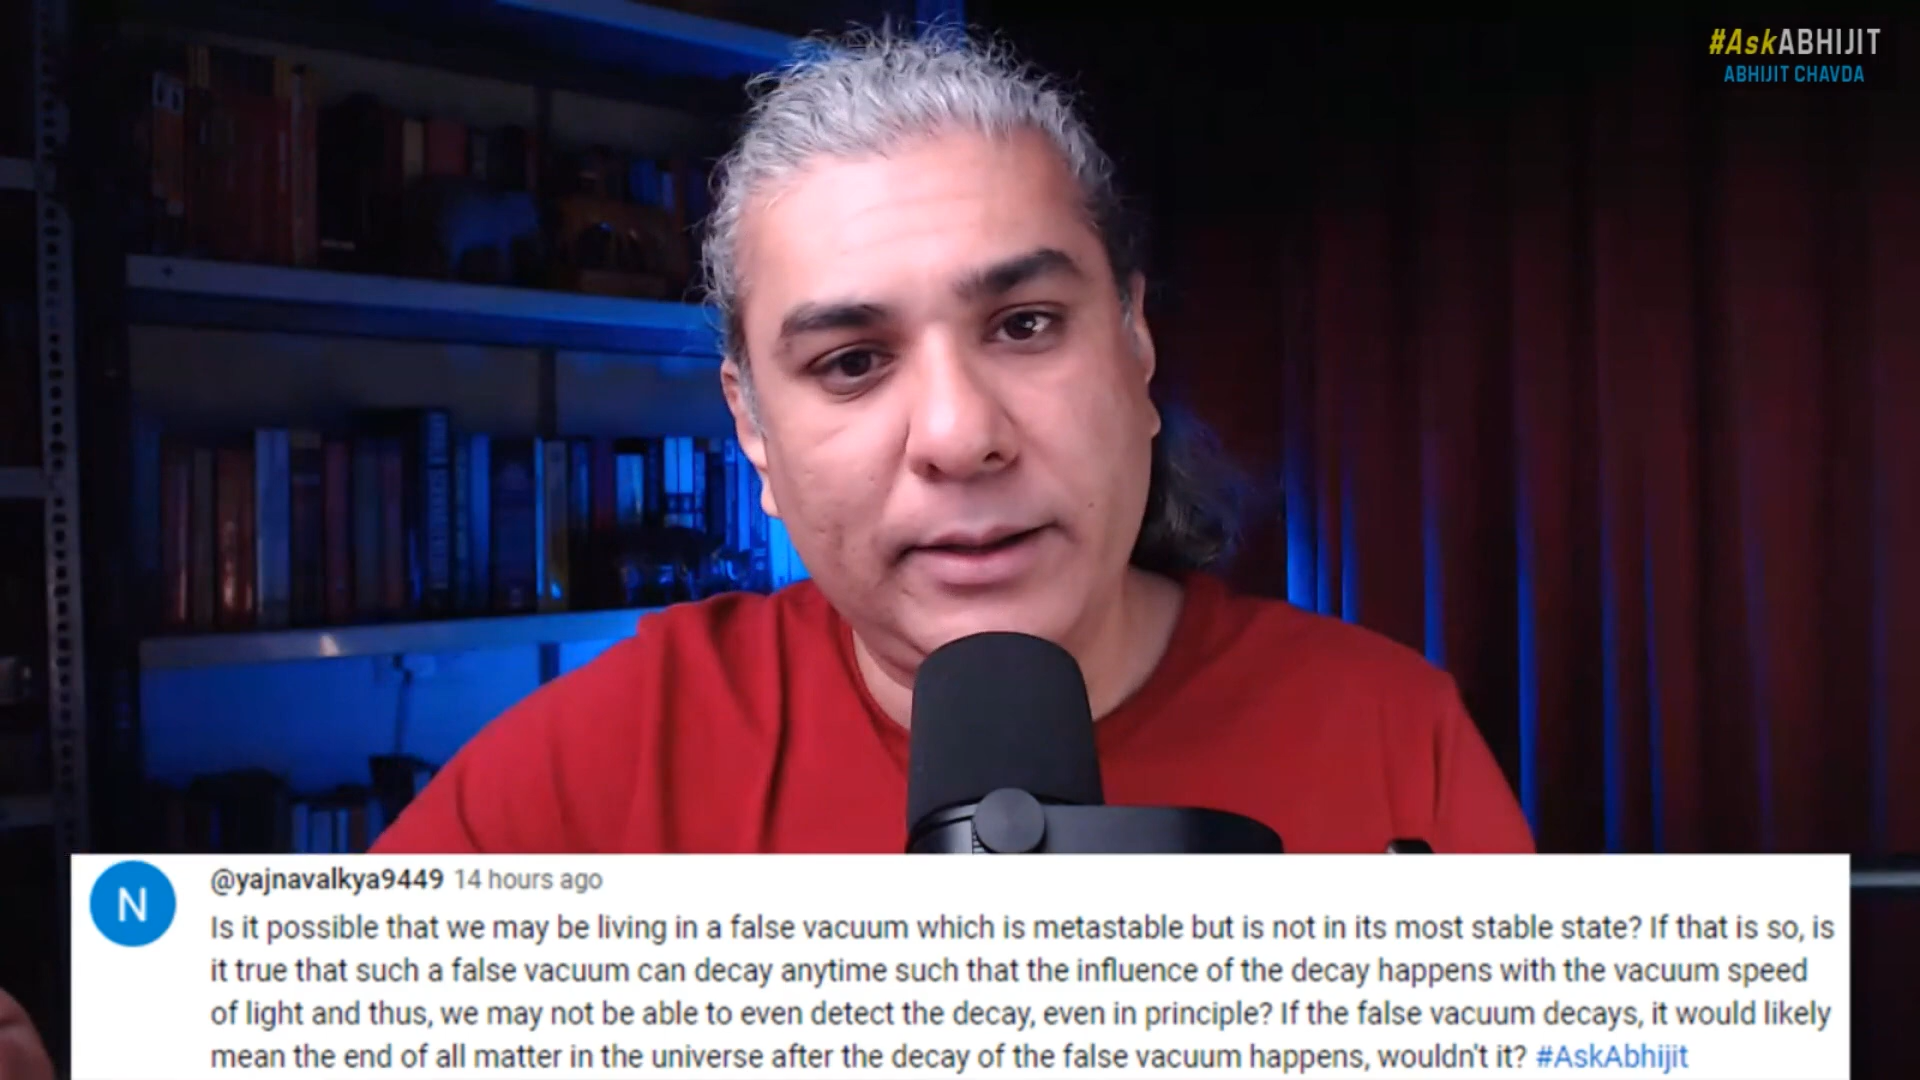 #AskABHIJIT
ABHIJIT CHAVDA
N
@yajnavalkya9449 14 hours ago
Is it possible that we may be living in a false vacuum which is metastable but is not in its most stable state? If that is so, is
it true that such a false vacuum can decay anytime such that the influence of the decay happens with the vacuum speed
of light and thus, we may not be able to even detect the decay, even in principle? If the false vacuum decays, it would likely
mean the end of all matter in the universe after the decay of the false vacuum happens, wouldn't it? #AskAbhijit